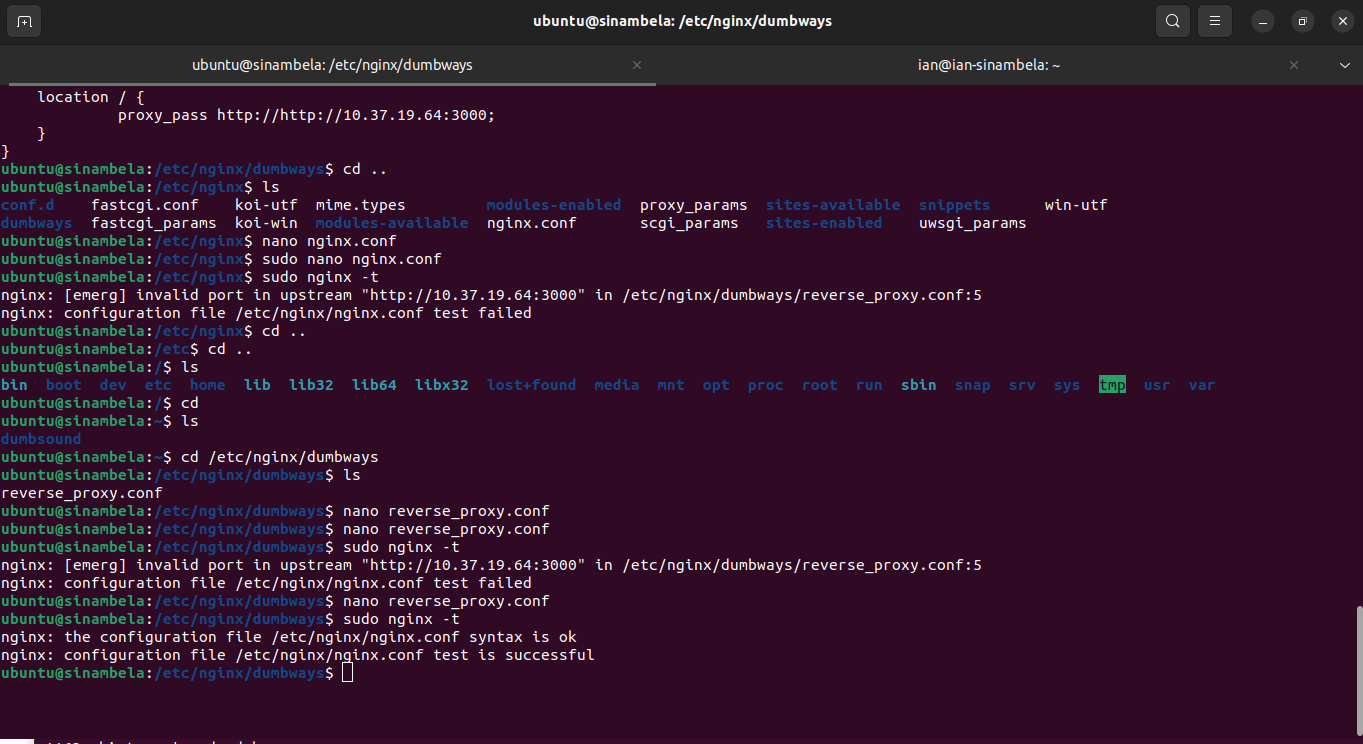 ubuntu@sinambela: /etc/nginx/dumbways
ubuntu@sinambela: /etc/nginx/dumbways
ian@ian-sinambela: ~
location / {
proxy_pass http://http://10.37.19.64:3000;
}
}
ubuntu@sinambela:/etc/nginx/dumbways$ cd ..
ubuntu@sinambela:/etc/nginx$ ls
conf.d fastcgi.conf koi-utf mime.types modules-enabled proxy_params sites-available snippets win-utf
dumbways fastcgi_params koi-win modules-available nginx.conf scgi_params sites-enabled uwsgi_params
ubuntu@sinambela:/etc/nginx$ nano nginx.conf
ubuntu@sinambela:/etc/nginx$ sudo nano nginx.conf
ubuntu@sinambela:/etc/nginx$ sudo nginx -t
nginx: [emerg] invalid port in upstream "http://10.37.19.64:3000" in /etc/nginx/dumbways/reverse_proxy.conf:5
nginx: configuration file /etc/nginx/nginx.conf test failed
ubuntu@sinambela:/etc/nginx$ cd ..
ubuntu@sinambela:/etc$ cd ..
ubuntu@sinambela:/$ ls
bin boot dev etc home lib lib32 lib64 libx32 lost+found media mnt opt proc root run sbin snap srv sys tmp usr var
ubuntu@sinambela:/$ cd
ubuntu@sinambela:~$ ls
dumbsound
ubuntu@sinambela:~$ cd /etc/nginx/dumbways
ubuntu@sinambela:/etc/nginx/dumbways$ ls
reverse_proxy.conf
ubuntu@sinambela:/etc/nginx/dumbways$ nano reverse_proxy.conf
ubuntu@sinambela:/etc/nginx/dumbways$ nano reverse_proxy.conf
ubuntu@sinambela:/etc/nginx/dumbways$ sudo nginx -t
nginx: [emerg] invalid port in upstream "http://10.37.19.64:3000" in /etc/nginx/dumbways/reverse_proxy.conf:5
nginx: configuration file /etc/nginx/nginx.conf test failed
ubuntu@sinambela:/etc/nginx/dumbways$ nano reverse_proxy.conf
ubuntu@sinambela:/etc/nginx/dumbways$ sudo nginx -t
nginx: the configuration file /etc/nginx/nginx.conf syntax is ok
nginx: configuration file /etc/nginx/nginx.conf test is successful
ubuntu@sinambela:/etc/nginx/dumbways$